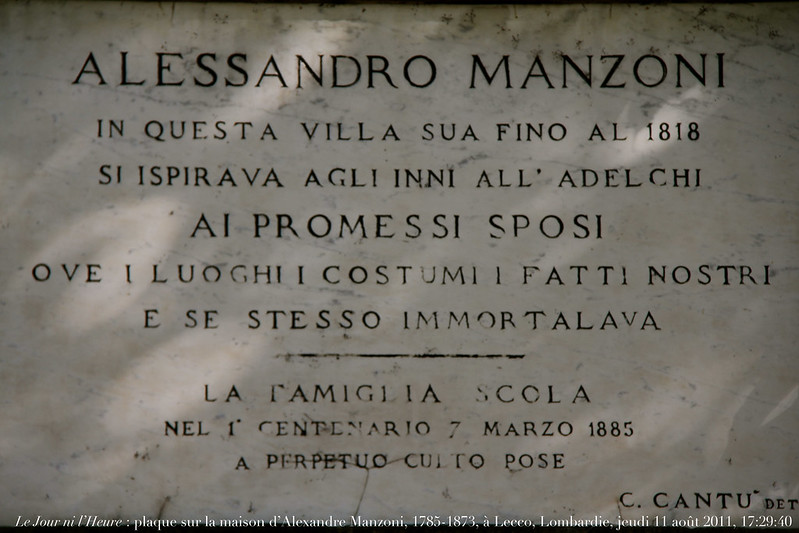 ALESSANDRO MANZONI
IN QUESTA VILLA SUA FINO AL 1818
SI ISPIRAVA AGLI INNI ALL' ADELCHI
AI PROMESSI SPOSI
OVE I LUOGHI I COSTUMI I FATTI NOSTRI
E SE STESSO IMMORTALAVA
LA FAMIGLIA SCOLA
NEL 1° CENTENARIO 7 MARZO 1885
A PERPETUO CULTO POSE
C. CANTU' DET
Le Jour ni l'Heure : plaque sur la maison d'Alexandre Manzoni, 1785-1873, à Lecco, Lombardie, jeudi 11 août 2011, 17:29:40